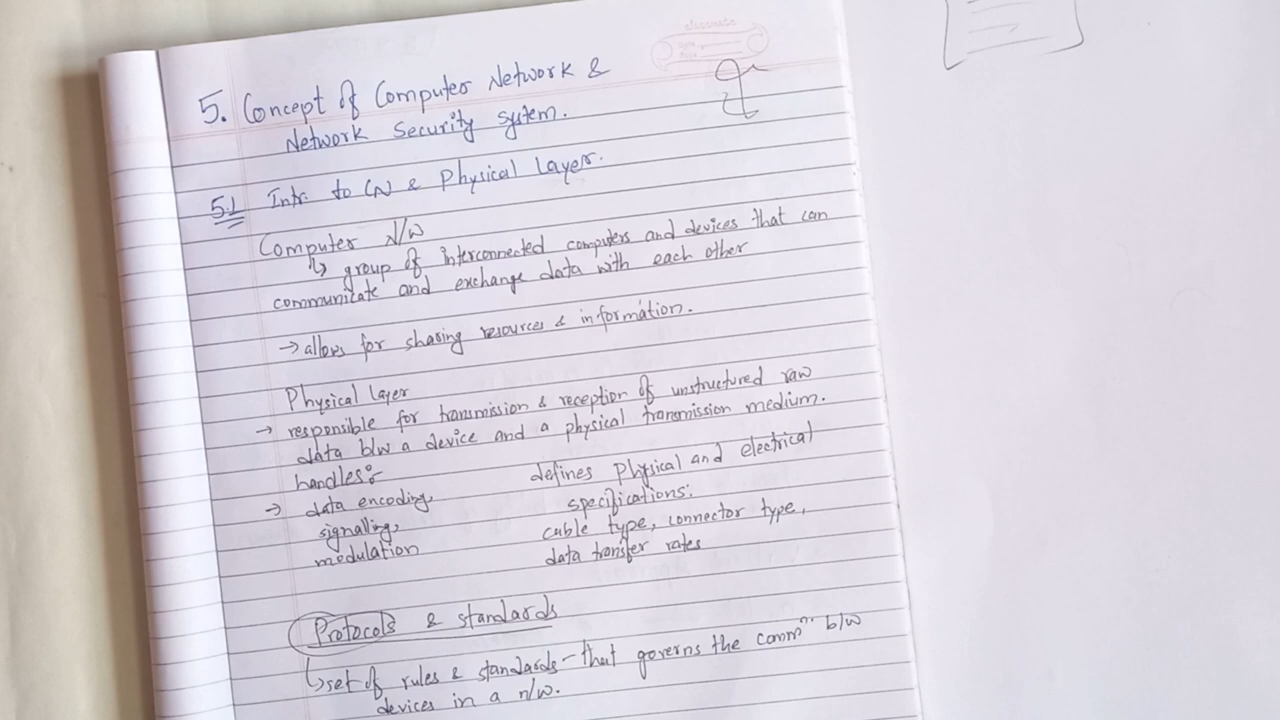 5. Concept of Computer Network &
Network Security system.
5.1 Intr. to CN & Physical Layer.
Computer N/w
↳ group of interconnected computers and devices that can
communicate and exchange data with each other
→ allows for sharing resources & information.
Physical layer
→ responsible for transmission & reception of unstructured raw
data b/w a device and a physical transmission medium.
handles:-
→ data encoding,
signalling,
modulation
defines physical and electrical
specifications:
cable type, connector type,
data transfer rates
Protocols & standards
↳ set of rules & standards - that governs the commⁿ b/w
devices in a n/w.